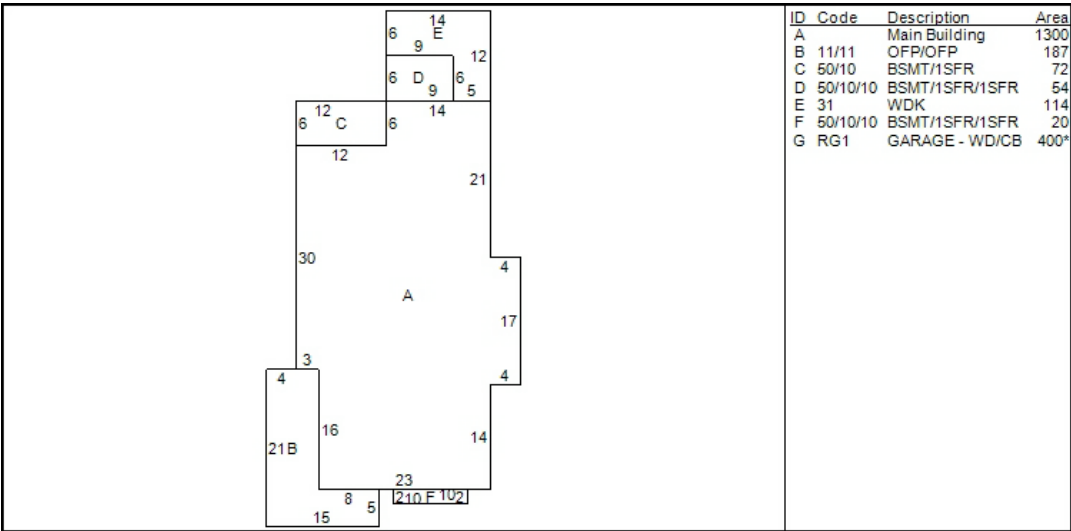 14
6 E
9
12
6 D 6
9 5
12 14
6 C 6
12
21
30
4
A
17
3
4 4
16
14
21 B
23
8 2 10 F 10 2
5
15
ID Code Description Area
A Main Building 1300
B 11/11 OFP/OFP 187
C 50/10 BSMT/1SFR 72
D 50/10/10 BSMT/1SFR/1SFR 54
E 31 WDK 114
F 50/10/10 BSMT/1SFR/1SFR 20
G RG1 GARAGE - WD/CB 400*